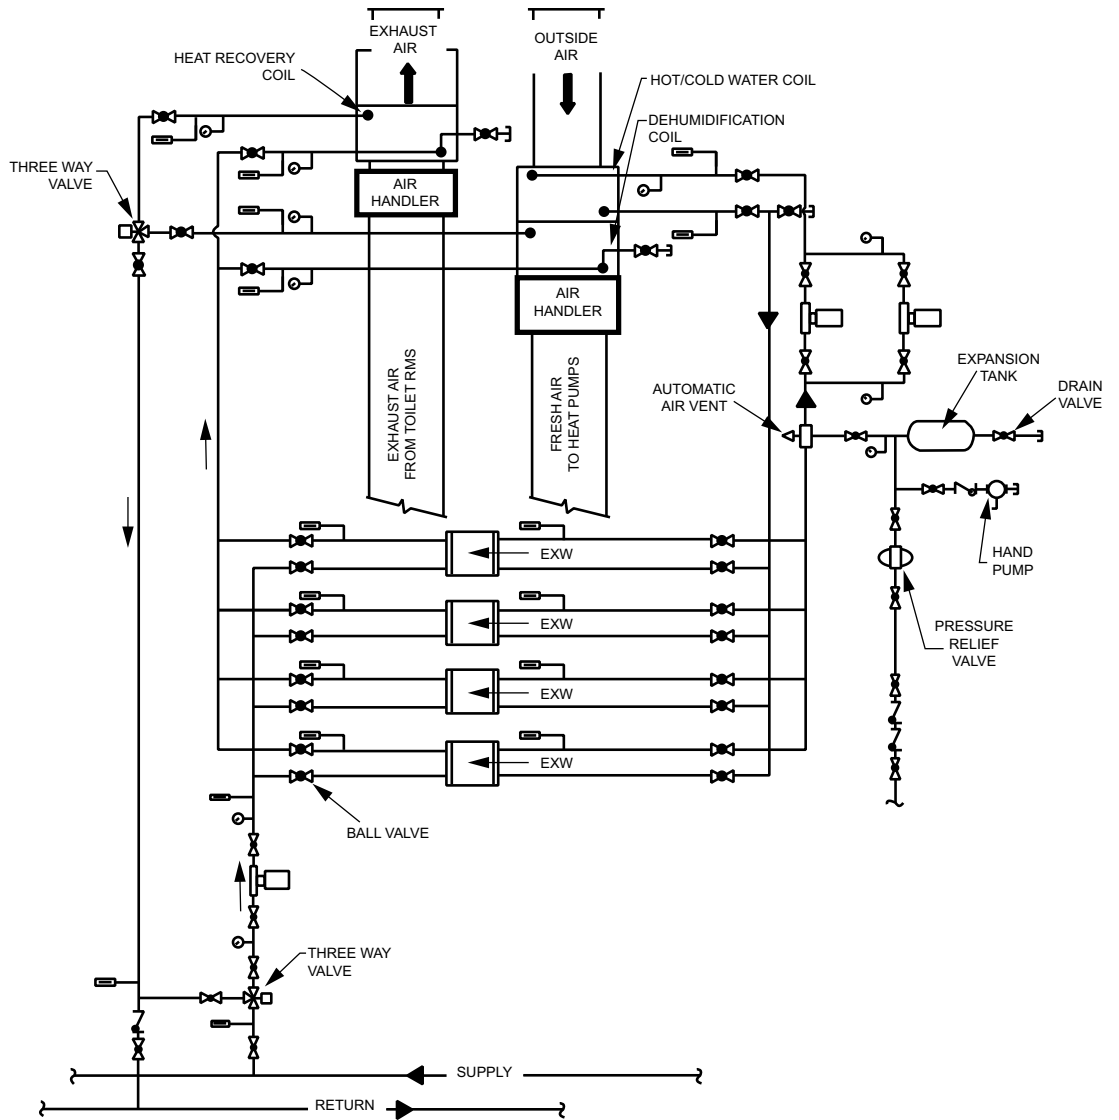 EXHAUST
AIR
OUTSIDE
AIR
HEAT RECOVERY
COIL
HOT/COLD WATER COIL
DEHUMIDIFICATION
COIL
THREE WAY
VALVE
AIR
HANDLER
AIR
HANDLER
EXHAUST AIR
FROM TOILET RMS
FRESH AIR
TO HEAT PUMPS
AUTOMATIC
AIR VENT
EXPANSION
TANK
DRAIN
VALVE
HAND
PUMP
PRESSURE
RELIEF
VALVE
EXW
EXW
EXW
EXW
BALL VALVE
THREE WAY
VALVE
SUPPLY
RETURN